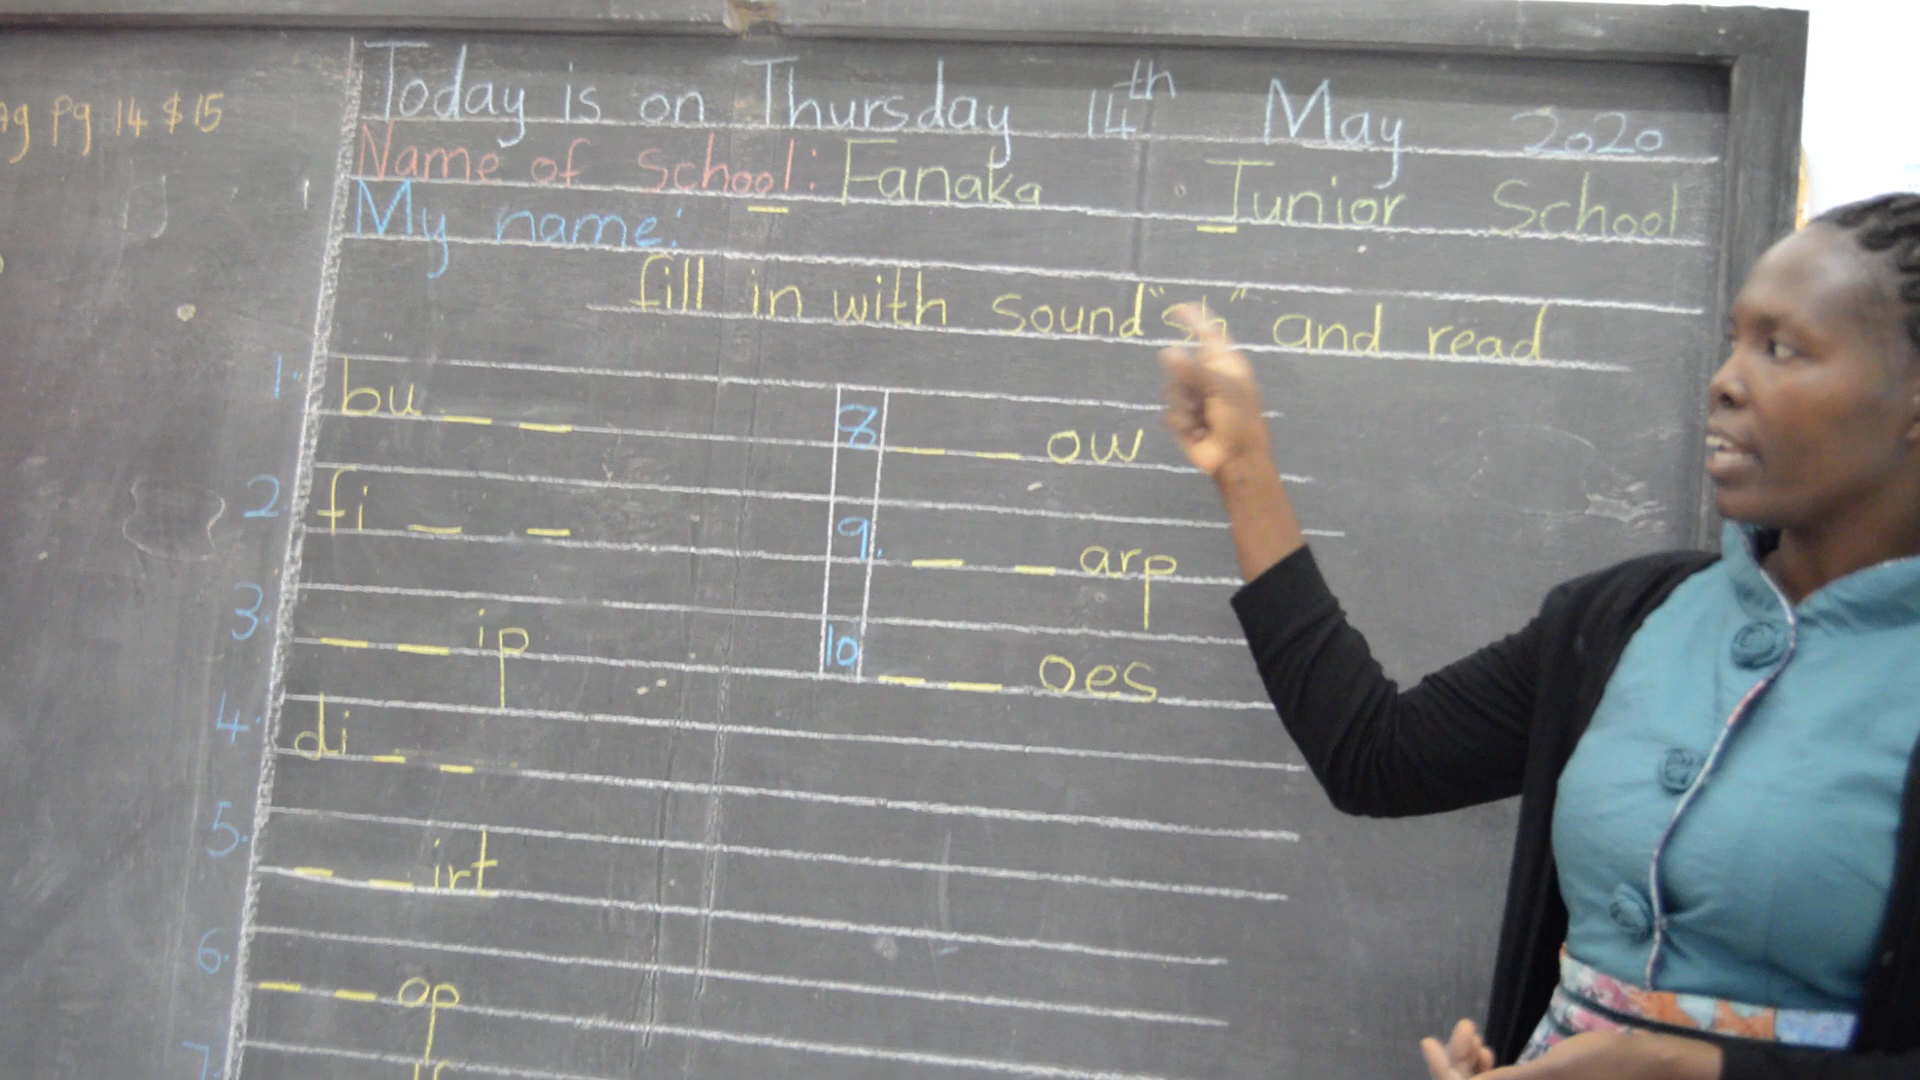 Pg 14 $ 15
Today is on Thursday 14th May 2020
Name of School: Fanaka Junior School
My name:
fill in with sound "sh" and read
1. bu _ _
2. fi _ _
3. _ _ ip
4. di _ _
5. _ _ irt
6. _ _ op
7.
8 _ _ ow
9. _ _ arp
10 _ _ oes